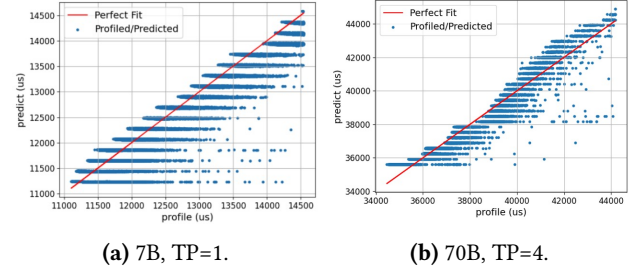 14500
14000
13500
13000
12500
12000
11500
11000
predict (us)
Perfect Fit
Profiled/Predicted
11000 11500 12000 12500 13000 13500 14000 14500
profile (us)
(a) 7B, TP=1.
44000
42000
40000
38000
36000
34000
predict (us)
Perfect Fit
Profiled/Predicted
34000 36000 38000 40000 42000 44000
profile (us)
(b) 70B, TP=4.